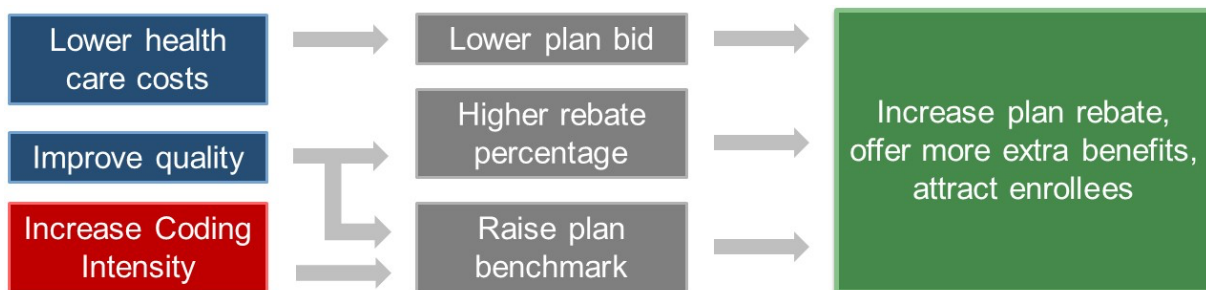 Lower health
care costs
Lower plan bid
Improve quality
Higher rebate
percentage
Increase Coding
Intensity
Raise plan
benchmark
Increase plan rebate,
offer more extra benefits,
attract enrollees